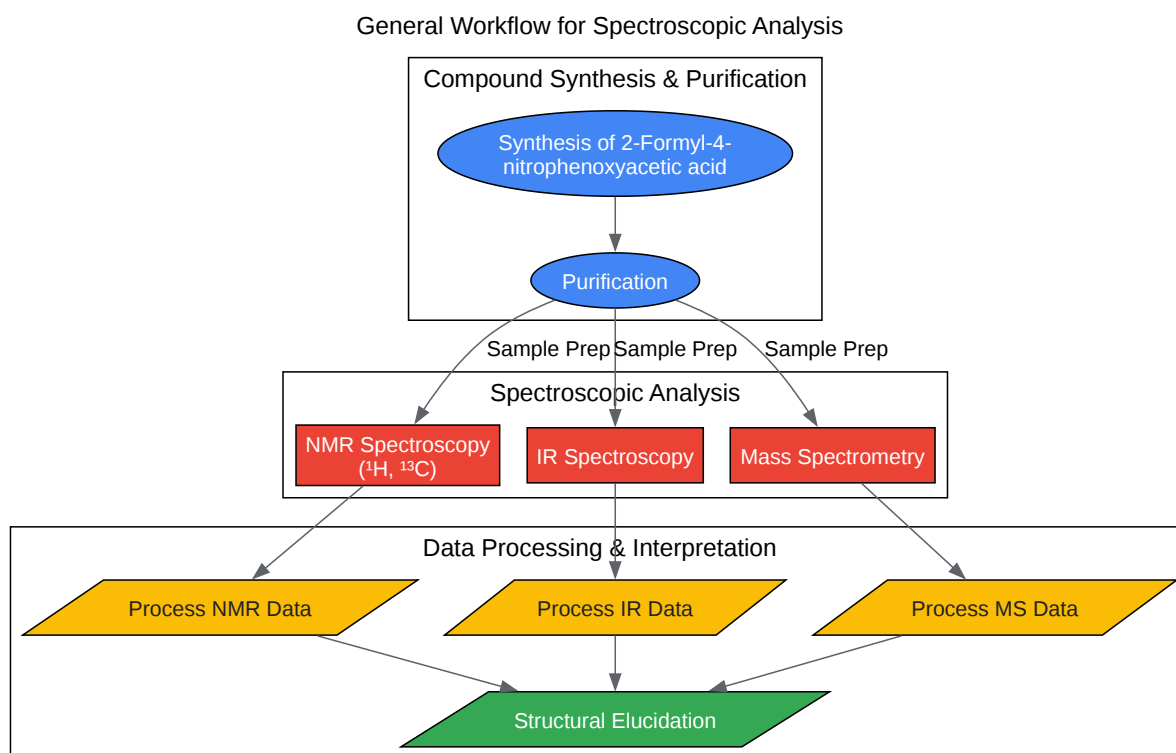 General Workflow for Spectroscopic Analysis
Compound Synthesis & Purification
Synthesis of 2-Formyl-4-
nitrophenoxyacetic acid
Purification
Sample Prep
Sample Prep
Sample Prep
Spectroscopic Analysis
NMR Spectroscopy
(¹H, ¹³C)
IR Spectroscopy
Mass Spectrometry
Data Processing & Interpretation
Process NMR Data
Process IR Data
Process MS Data
Structural Elucidation